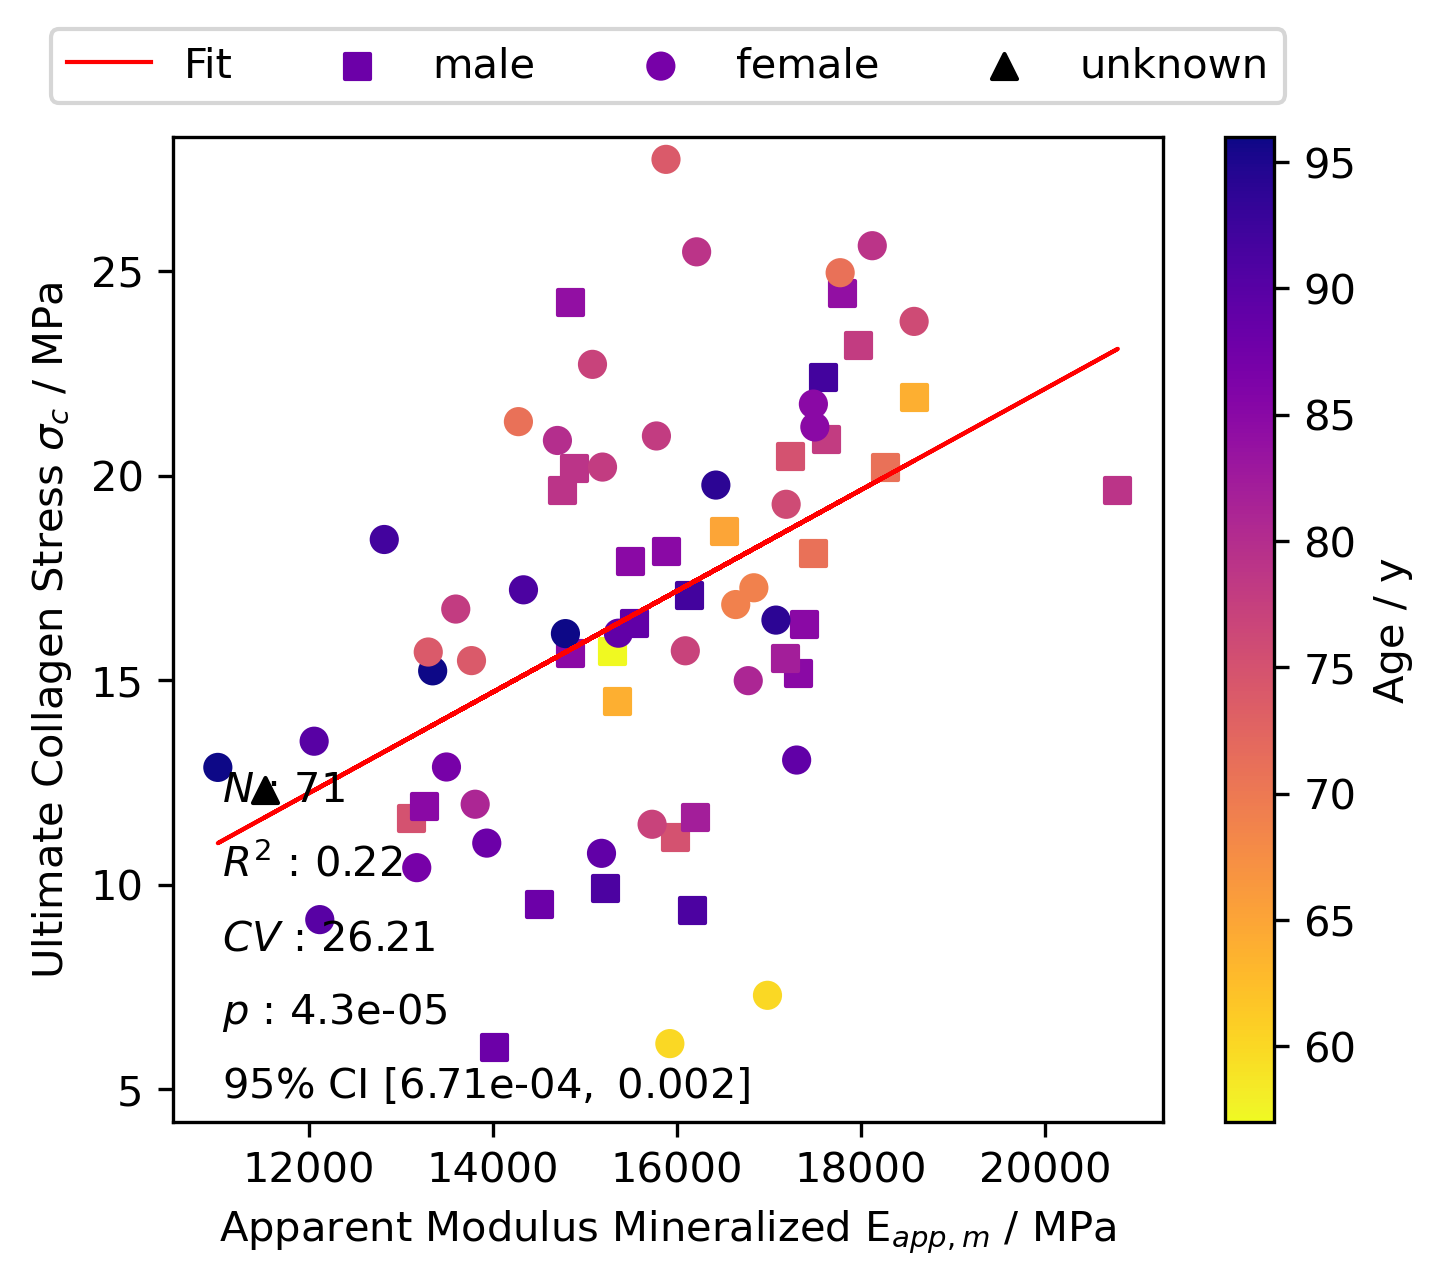 Fit male female unknown
Ultimate Collagen Stress σc / MPa
25
20
15
10
5
N : 71
R² : 0.22
CV : 26.21
p : 4.3e-05
95% CI [6.71e-04, 0.002]
12000 14000 16000 18000 20000
Apparent Modulus Mineralized Eapp, m / MPa
95
90
85
80
75
70
65
60
Age / y